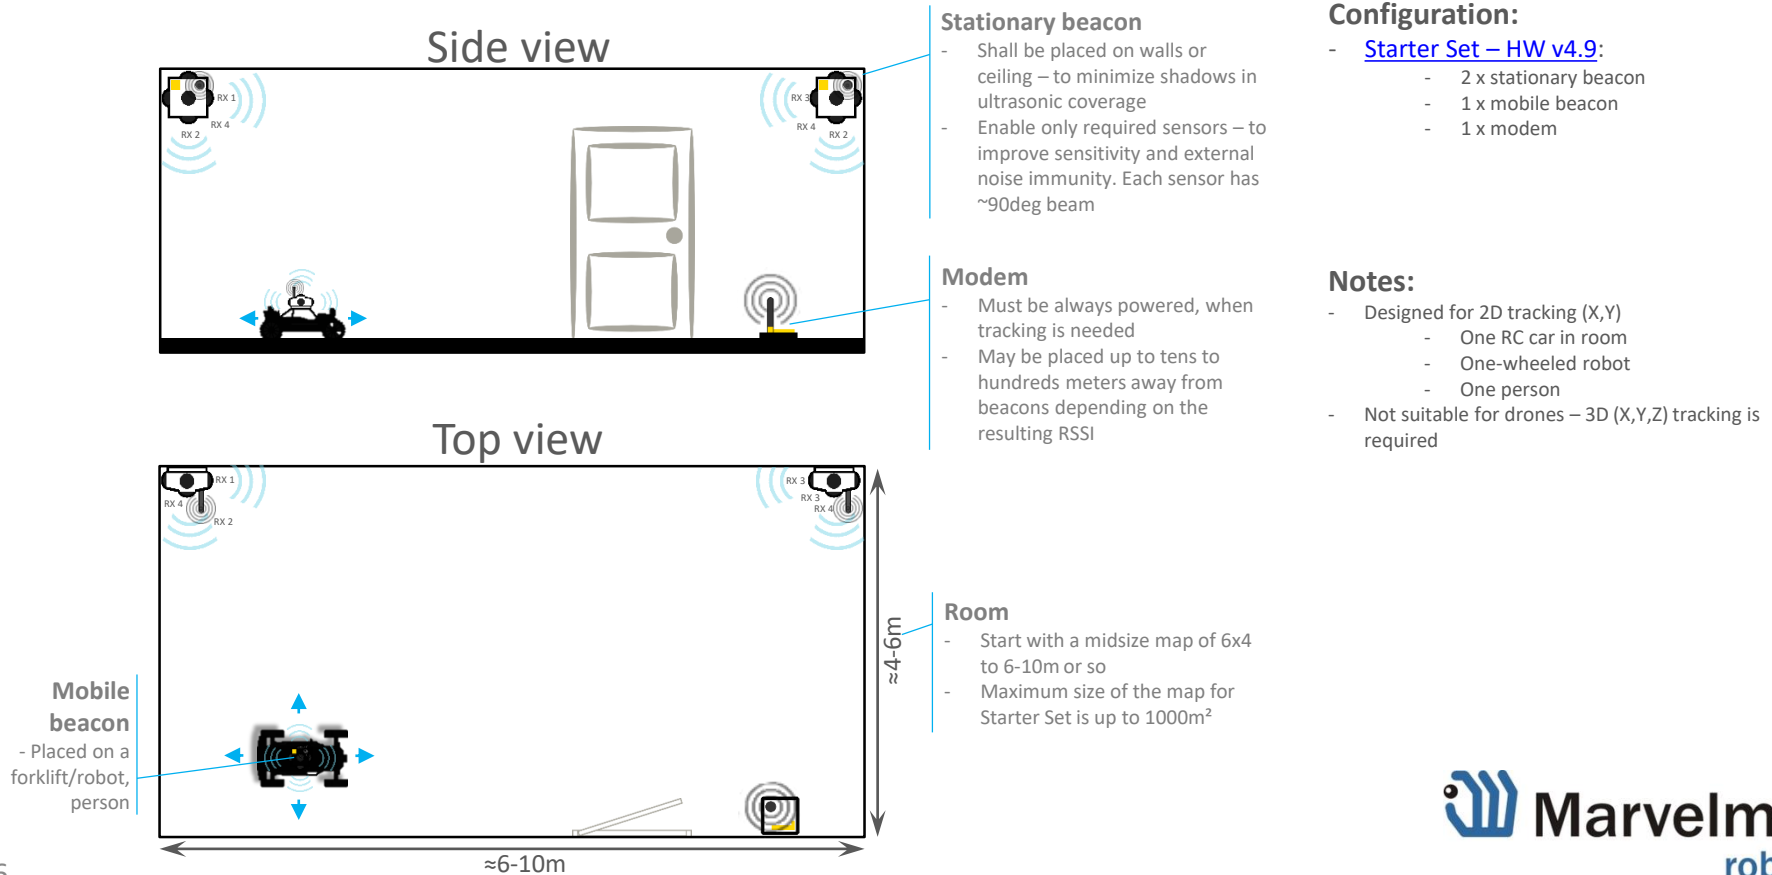 Side view
RX 1
RX 4
RX 2
RX 3
RX 4
RX 2
Stationary beacon
- Shall be placed on walls or
ceiling – to minimize shadows in
ultrasonic coverage
- Enable only required sensors – to
improve sensitivity and external
noise immunity. Each sensor has
~90deg beam
Modem
- Must be always powered, when
tracking is needed
- May be placed up to tens to
hundreds meters away from
beacons depending on the
resulting RSSI
Configuration:
- Starter Set – HW v4.9:
- 2 x stationary beacon
- 1 x mobile beacon
- 1 x modem
Notes:
- Designed for 2D tracking (X,Y)
- One RC car in room
- One-wheeled robot
- One person
- Not suitable for drones – 3D (X,Y,Z) tracking is
required
Top view
RX 1
RX 4
RX 2
RX 3
RX 3
RX 4
≈4-6m
Room
- Start with a midsize map of 6x4
to 6-10m or so
- Maximum size of the map for
Starter Set is up to 1000m²
Mobile
beacon
- Placed on a
forklift/robot,
person
≈6-10m
Marvelm
rob